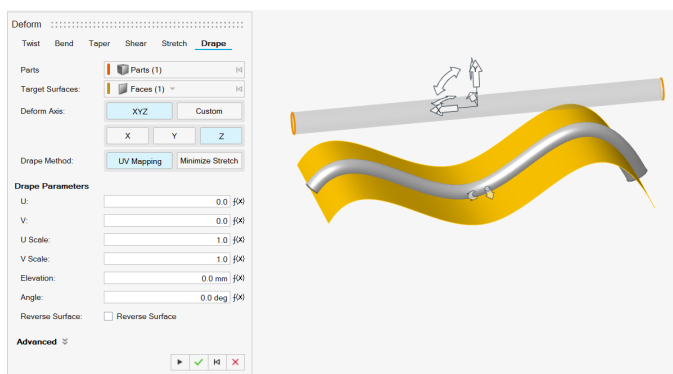 Deform
Twist Bend Taper Shear Stretch Drape
Parts Parts (1)
Target Surfaces: Faces (1)
Deform Axis: XYZ Custom
X Y Z
Drape Method: UV Mapping Minimize Stretch
Drape Parameters
U: 0.0 f(x)
V: 0.0 f(x)
U Scale: 1.0 f(x)
V Scale: 1.0 f(x)
Elevation: 0.0 mm f(x)
Angle: 0.0 deg f(x)
Reverse Surface: Reverse Surface
Advanced